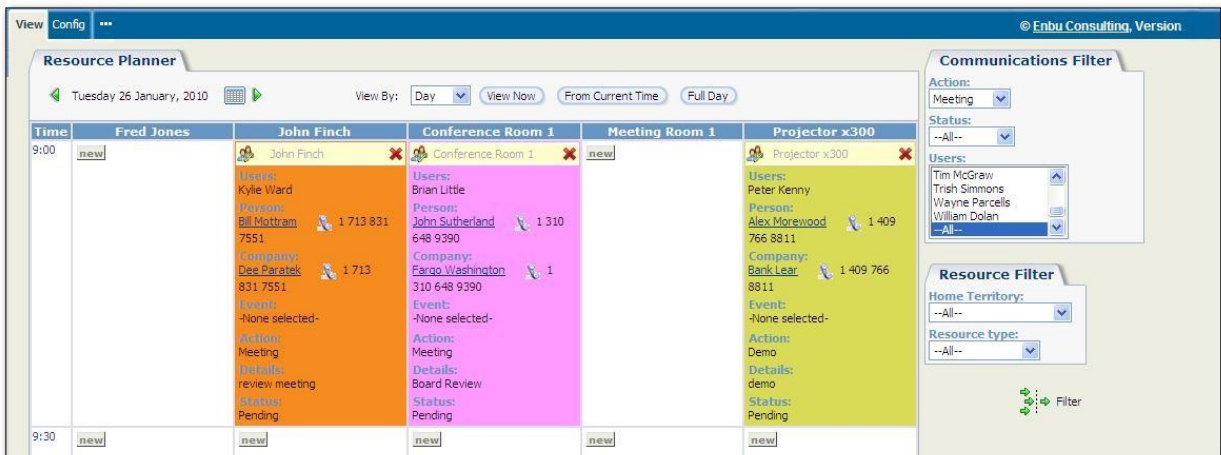 View Config ••• © Enbu Consulting, Version
Resource Planner
Tuesday 26 January, 2010 View By: Day View Now From Current Time Full Day
Time Fred Jones John Finch Conference Room 1 Meeting Room 1 Projector x300
9:00
new
John Finch
Users:
Kylie Ward
Person:
Bill Mottram 1 713 831
7551
Company:
Dee Paratek 1 713
831 7551
Event:
-None selected-
Action:
Meeting
Details:
review meeting
Status:
Pending
Conference Room 1
Users:
Brian Little
Person:
John Sutherland 1 310
648 9390
Company:
Fargo Washington 1
310 648 9390
Event:
-None selected-
Action:
Meeting
Details:
Board Review
Status:
Pending
new
Projector x300
Users:
Peter Kenny
Person:
Alex Morewood 1 409
766 8811
Company:
Bank Lear 1 409 766
8811
Event:
-None selected-
Action:
Demo
Details:
demo
Status:
Pending
9:30 new new new new new
Communications Filter
Action:
Meeting
Status:
--All--
Users:
Tim McGraw
Trish Simmons
Wayne Parcells
William Dolan
--All--
Resource Filter
Home Territory:
--All--
Resource type:
--All--
Filter